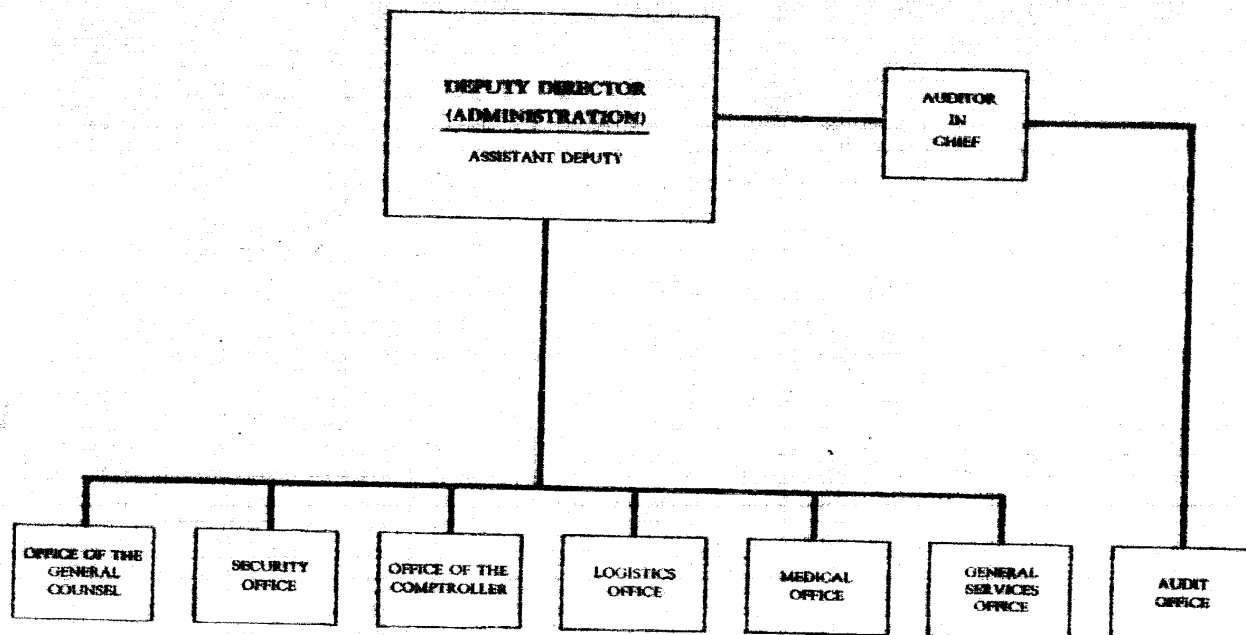 DEPUTY DIRECTOR
(ADMINISTRATION)
ASSISTANT DEPUTY
AUDITOR
IN
CHIEF
OFFICE OF THE
GENERAL
COUNSEL
SECURITY
OFFICE
OFFICE OF THE
COMPTROLLER
LOGISTICS
OFFICE
MEDICAL
OFFICE
GENERAL
SERVICES
OFFICE
AUDIT
OFFICE